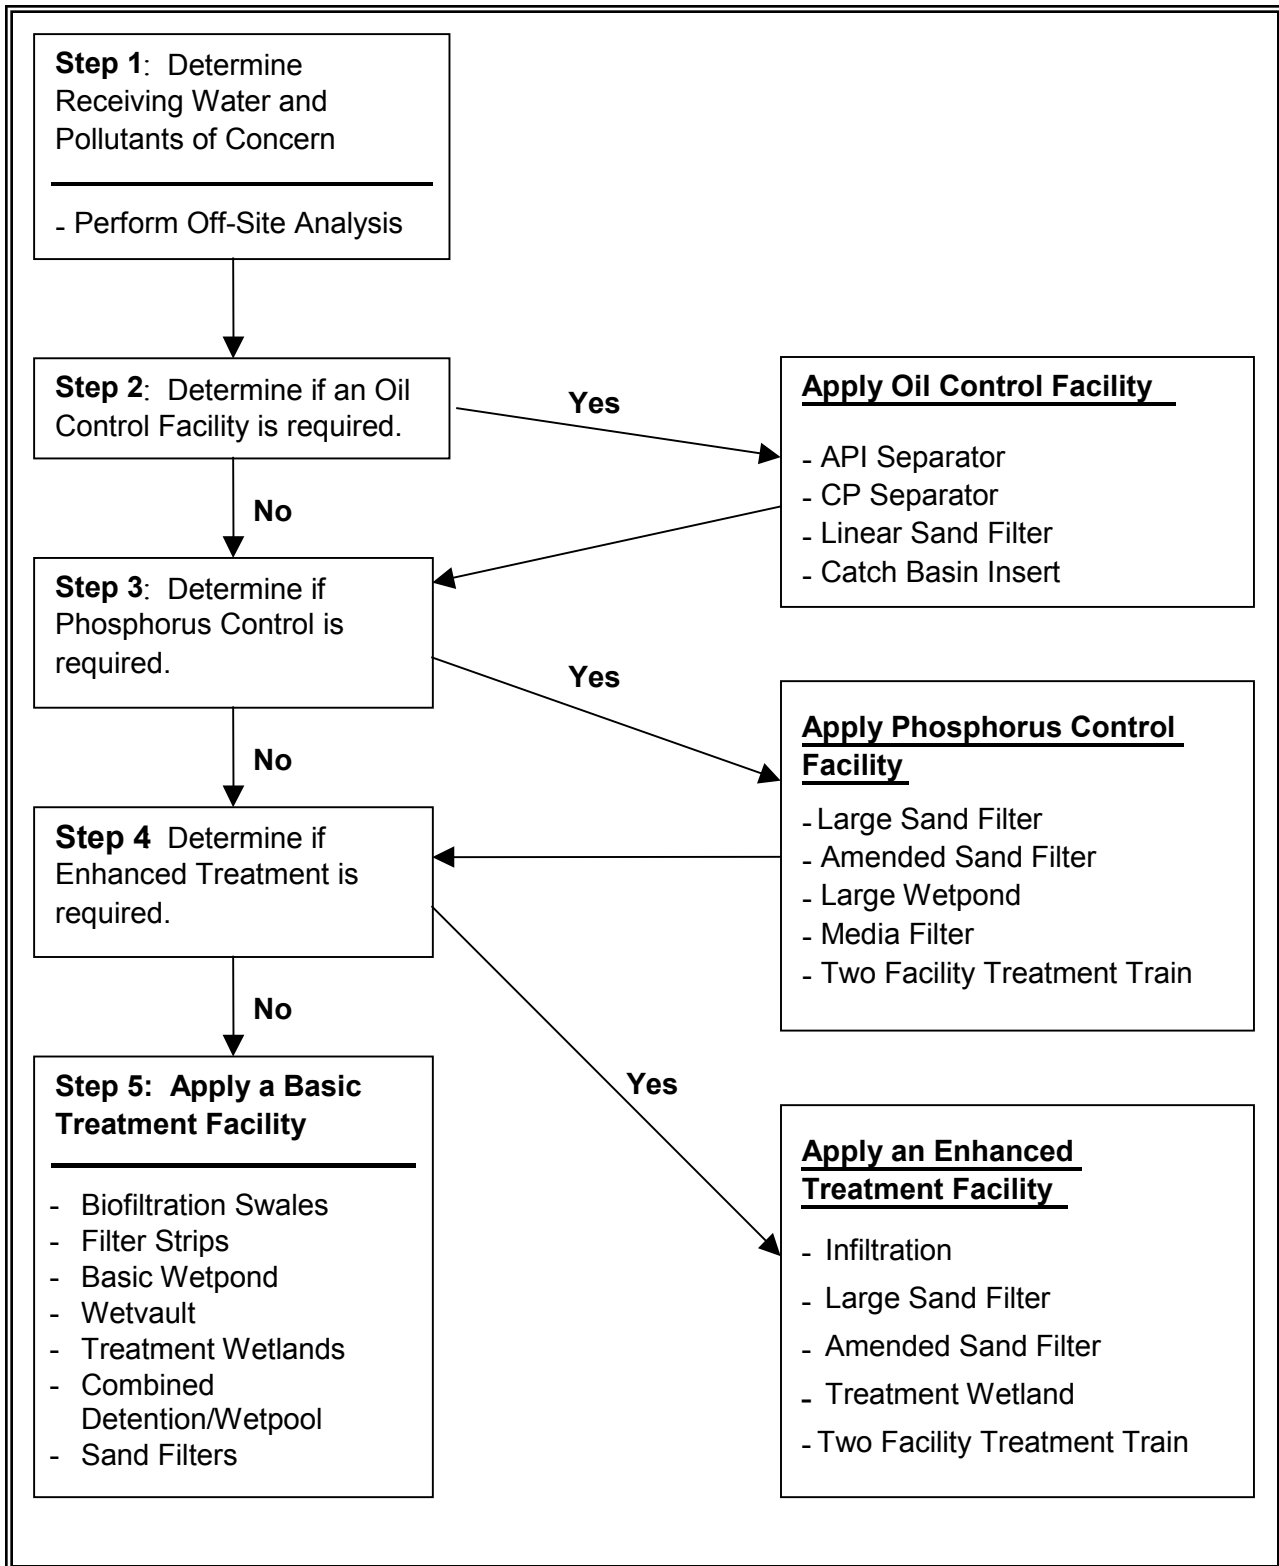 Step 1:  Determine
Receiving Water and
Pollutants of Concern
- Perform Off-Site Analysis
Step 2:  Determine if an Oil
Control Facility is required.
Yes
Apply Oil Control Facility
- API Separator
- CP Separator
- Linear Sand Filter
- Catch Basin Insert
No
Step 3:  Determine if
Phosphorus Control is
required.
Yes
Apply Phosphorus Control
Facility
- Large Sand Filter
- Amended Sand Filter
- Large Wetpond
- Media Filter
- Two Facility Treatment Train
No
Step 4  Determine if
Enhanced Treatment is
required.
No
Yes
Step 5:  Apply a Basic
Treatment Facility
- Biofiltration Swales
- Filter Strips
- Basic Wetpond
- Wetvault
- Treatment Wetlands
- Combined
Detention/Wetpool
- Sand Filters
Apply an Enhanced
Treatment Facility
- Infiltration
- Large Sand Filter
- Amended Sand Filter
- Treatment Wetland
- Two Facility Treatment Train